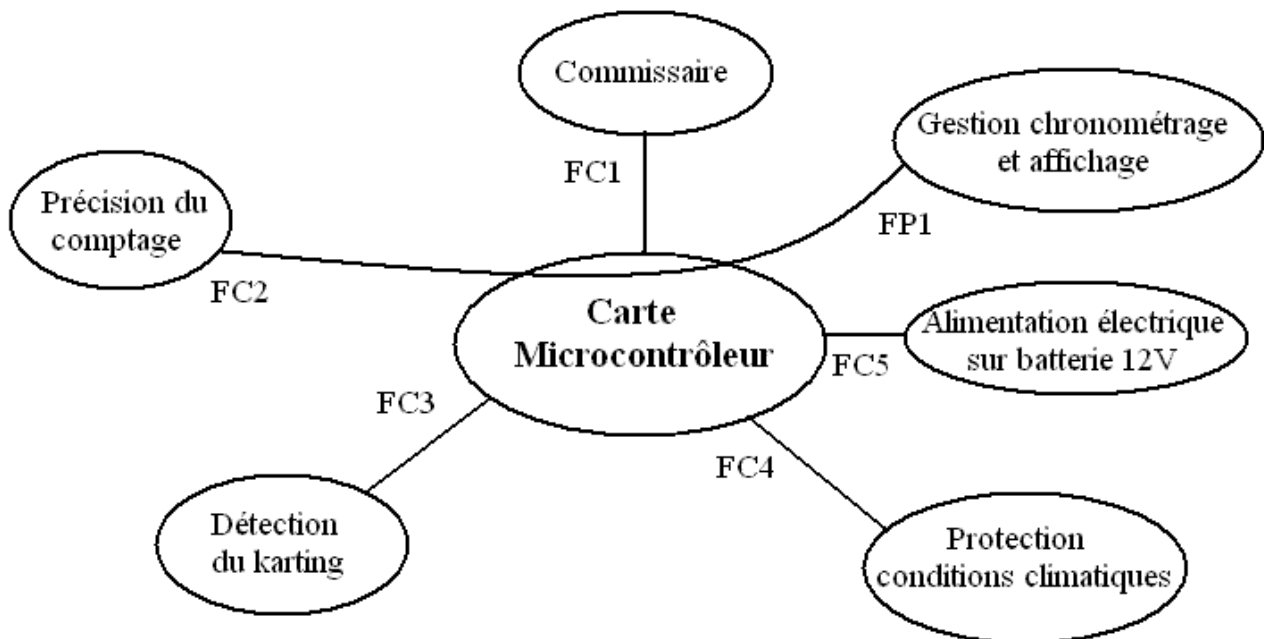 Commissaire
Gestion chronométrage
et affichage
FC1
Précision du
comptage
FP1
FC2
Carte
Microcontrôleur
Alimentation électrique
sur batterie 12V
FC5
FC3
FC4
Détection
du karting
Protection
conditions climatiques